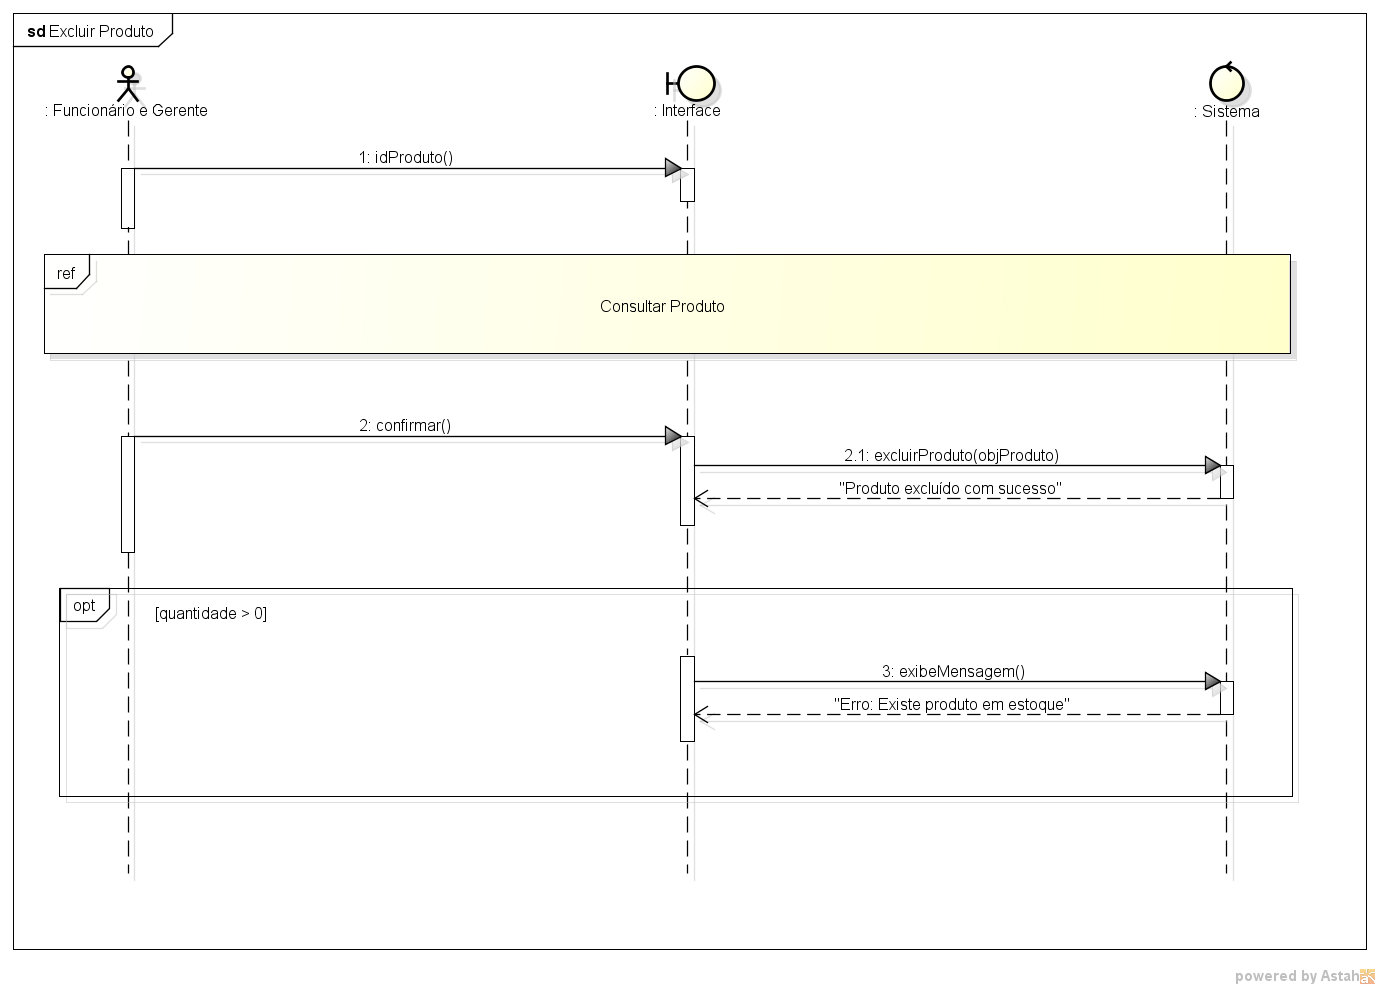 sd Excluir Produto
: Funcionário e Gerente
: Interface
: Sistema
1: idProduto()
ref
Consultar Produto
2: confirmar()
2.1: excluirProduto(objProduto)
"Produto excluído com sucesso"
opt
[quantidade > 0]
3: exibeMensagem()
"Erro: Existe produto em estoque"
powered by Astah